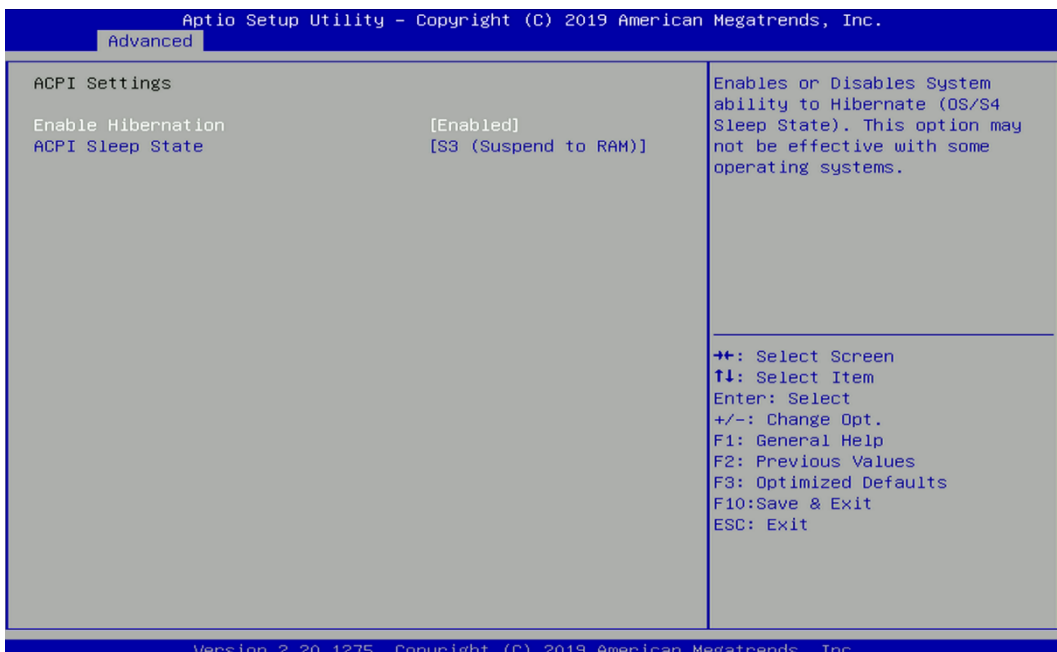 Aptio Setup Utility – Copyright (C) 2019 American Megatrends, Inc.
Advanced
ACPI Settings
Enable Hibernation [Enabled]
ACPI Sleep State [S3 (Suspend to RAM)]
Enables or Disables System
ability to Hibernate (OS/S4
Sleep State). This option may
not be effective with some
operating systems.
→←: Select Screen
↑↓: Select Item
Enter: Select
+/-: Change Opt.
F1: General Help
F2: Previous Values
F3: Optimized Defaults
F10:Save & Exit
ESC: Exit
Version 2.20.1275. Copyright (C) 2019 American Megatrends, Inc.